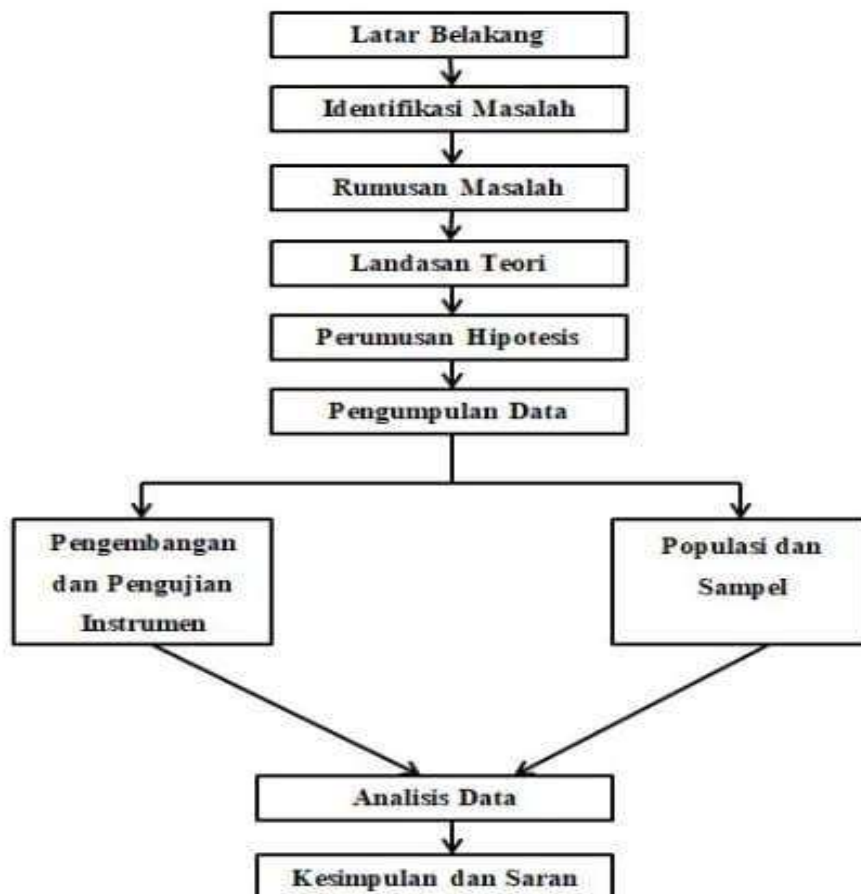 Latar Belakang
Identifikasi Masalah
Rumusan Masalah
Landasan Teori
Perumusan Hipotesis
Pengumpulan Data
Pengembangan
dan Pengujian
Instrumen
Populasi dan
Sampel
Analisis Data
Kesimpulan dan Saran